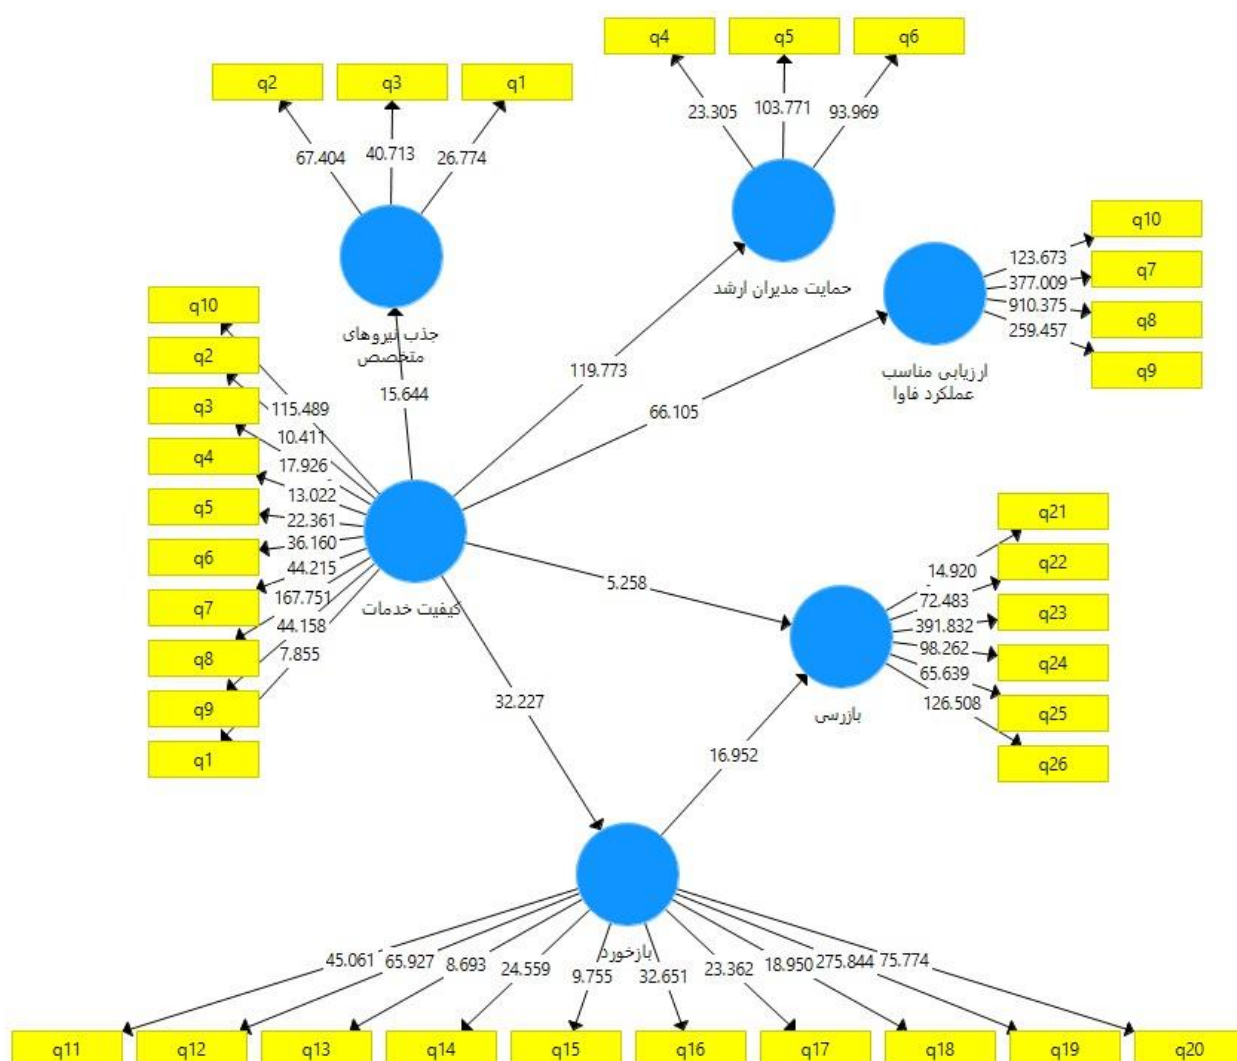 q4 q5 q6
q2 q3 q1
23.305 103.771 93.969
67.404 40.713 26.774
q10
q7
q8
q9
123.673
377.009
910.375
259.457
حمایت مدیران ارشد
جذب نیروهای
متخصص
ارزیابی مناسب
عملکرد فاوا
119.773
15.644
66.105
q10
q2
q3
q4
q5
q6
q7
q8
q9
q1
115.489
10.411
17.926
13.022
22.361
36.160
44.215
167.751
44.158
7.855
کیفیت خدمات
5.258
32.227
q21
q22
q23
q24
q25
q26
14.920
72.483
391.832
98.262
65.639
126.508
بازرسی
16.952
بازخورد
45.061 65.927 8.693 24.559 9.755 32.651 23.362 18.950 275.844 75.774
q11 q12 q13 q14 q15 q16 q17 q18 q19 q20